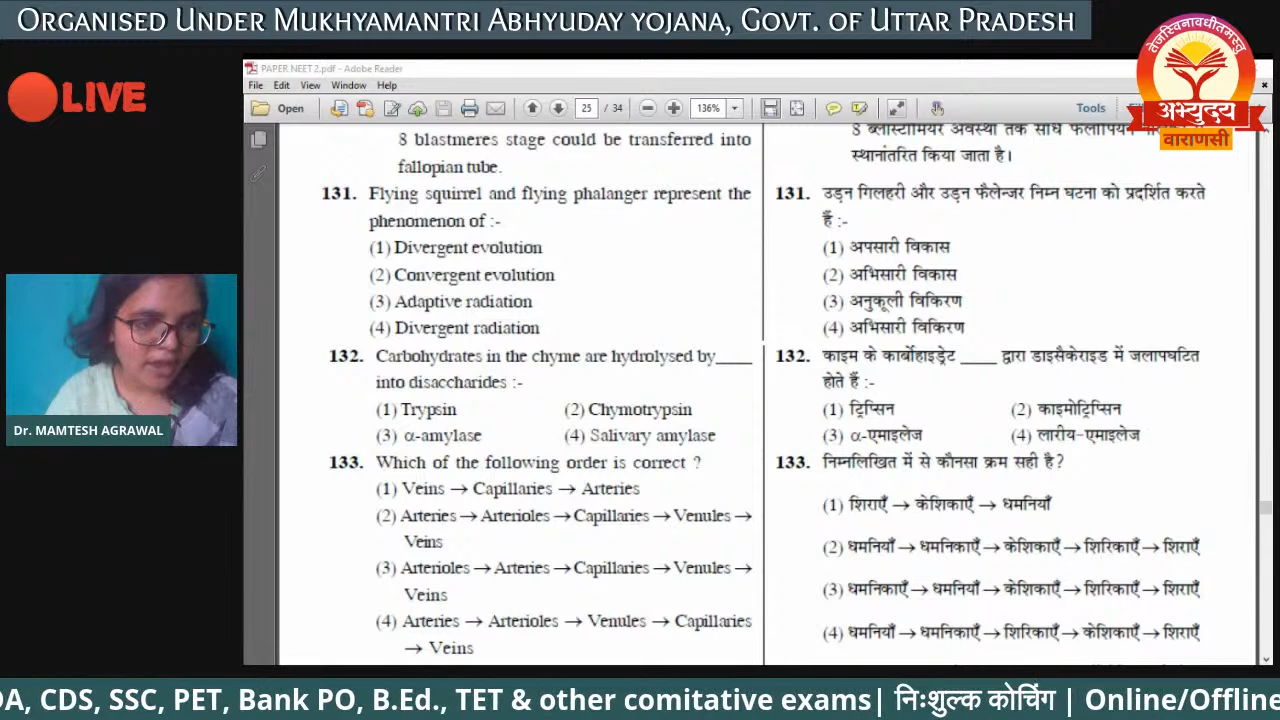 ORGANISED UNDER MUKHYAMANTRI ABHYUDAY YOJANA, GOVT. OF UTTAR PRADESH
तेजस्विनावधीतमस्तु
अभ्युदय
वाराणसी
LIVE
PAPER NEET 2.pdf - Adobe Reader
File Edit View Window Help
Open 25 / 34 136% Tools
8 blastmeres stage could be transferred into
fallopian tube.
131. Flying squirrel and flying phalanger represent the
phenomenon of :-
(1) Divergent evolution
(2) Convergent evolution
(3) Adaptive radiation
(4) Divergent radiation
132. Carbohydrates in the chyme are hydrolysed by____
into disaccharides :-
(1) Trypsin (2) Chymotrypsin
(3) α-amylase (4) Salivary amylase
133. Which of the following order is correct ?
(1) Veins → Capillaries → Arteries
(2) Arteries → Arterioles → Capillaries → Venules →
Veins
(3) Arterioles → Arteries → Capillaries → Venules →
Veins
(4) Arteries → Arterioles → Venules → Capillaries
→ Veins
8 ब्लास्टोमियर अवस्था तक
स्थानांतरित किया जाता है।
131. उड़न गिलहरी और उड़न फैलेन्जर निम्न घटना को प्रदर्शित करते
हैं :-
(1) अपसारी विकास
(2) अभिसारी विकास
(3) अनुकूली विकिरण
(4) अभिसारी विकिरण
132. काइम के कार्बोहाइड्रेट ____ द्वारा डाइसैकेराइड में जलापघटित
होते हैं :-
(1) ट्रिप्सिन (2) काइमोट्रिप्सिन
(3) α-एमाइलेज (4) लारीय-एमाइलेज
133. निम्नलिखित में से कौनसा क्रम सही है?
(1) शिराएँ → केशिकाएँ → धमनियाँ
(2) धमनियाँ → धमनिकाएँ → केशिकाएँ → शिरिकाएँ → शिराएँ
(3) धमनिकाएँ → धमनियाँ → केशिकाएँ → शिरिकाएँ → शिराएँ
(4) धमनियाँ → धमनिकाएँ → शिरिकाएँ → केशिकाएँ → शिराएँ
Dr. MAMTESH AGRAWAL
DA, CDS, SSC, PET, Bank PO, B.Ed., TET & other comitative exams| निःशुल्क कोचिंग | Online/Offline